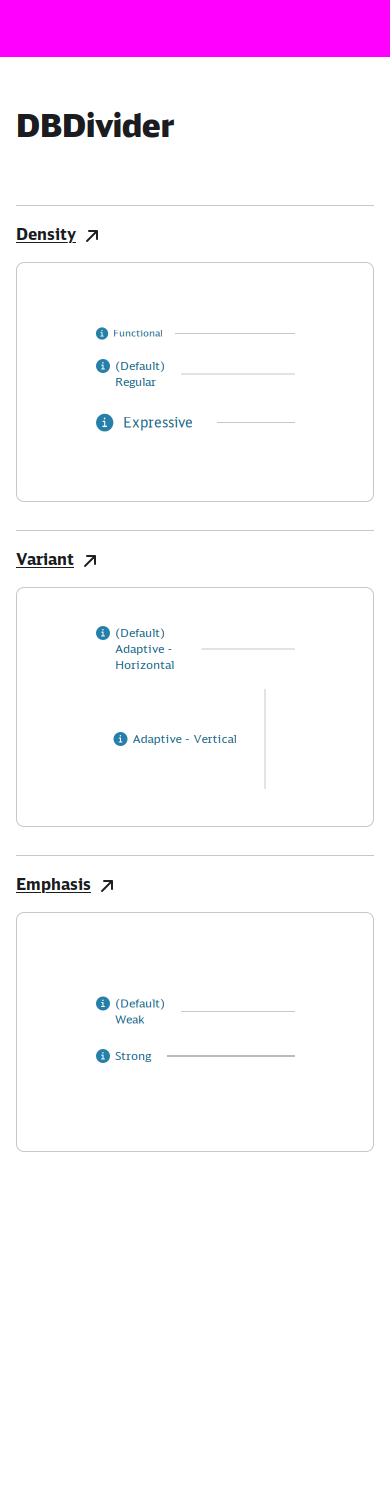 DBDivider
Density
Functional
(Default)
Regular
Expressive
Variant
(Default)
Adaptive -
Horizontal
Adaptive - Vertical
Emphasis
(Default)
Weak
Strong